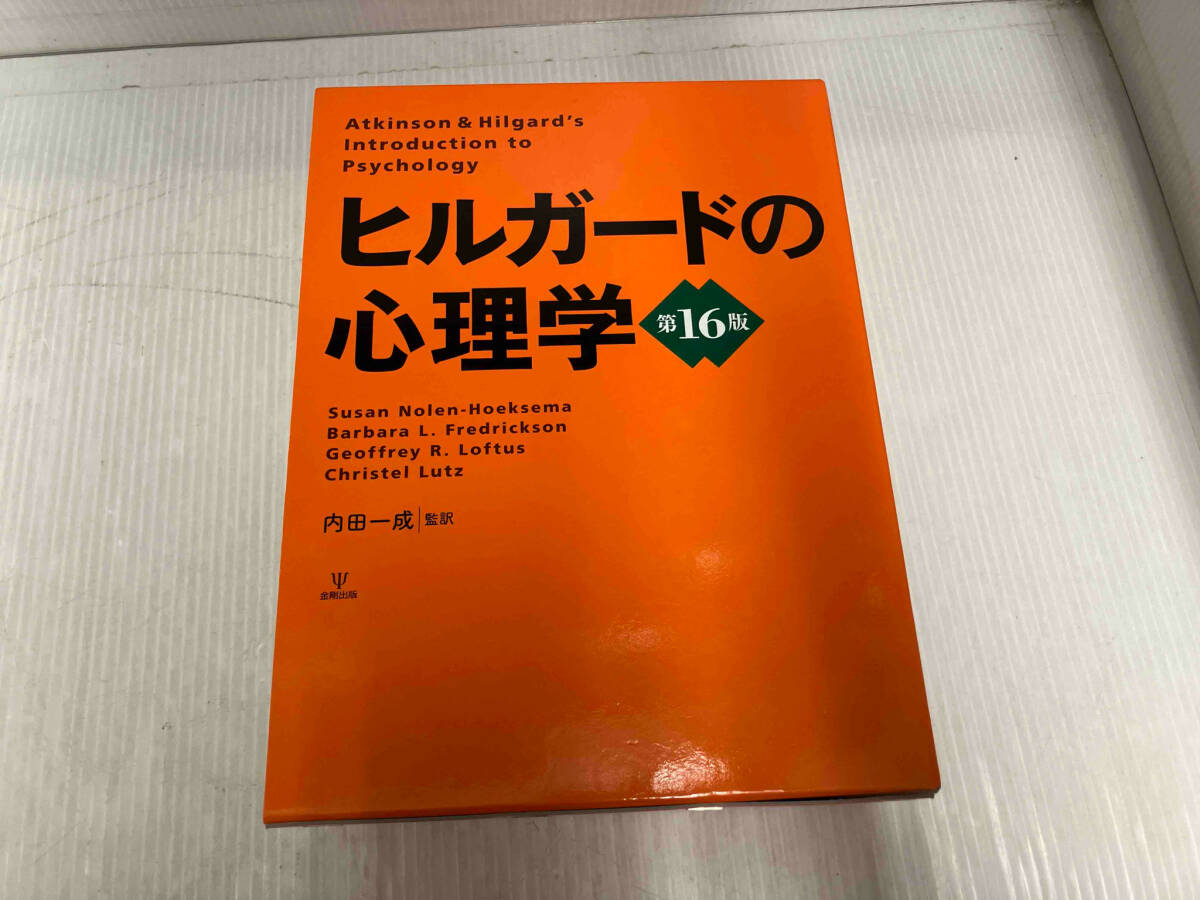 Atkinson & Hilgard's
Introduction to
Psychology
ヒルガードの
心理学
第16版
Susan Nolen-Hoeksema
Barbara L. Fredrickson
Geoffrey R. Loftus
Christel Lutz
内田一成|監訳
Ψ
金剛出版